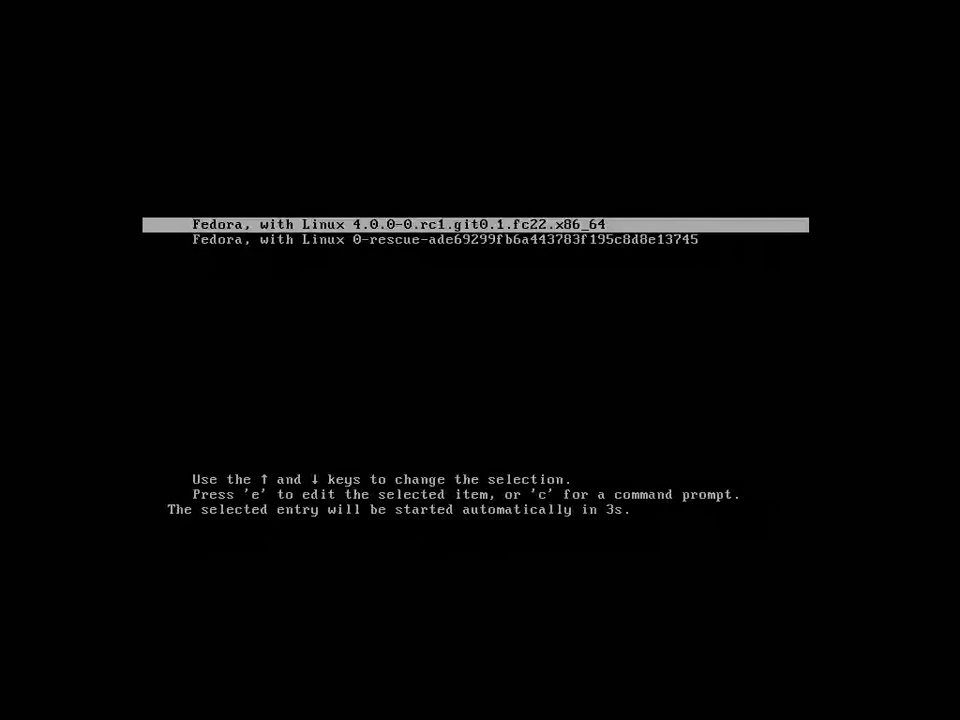 Fedora, with Linux 4.0.0-0.rc1.git0.1.fc22.x86_64
Fedora, with Linux 0-rescue-ade69299fb6a443783f195c8d8e13745
Use the ↑ and ↓ keys to change the selection.
Press 'e' to edit the selected item, or 'c' for a command prompt.
The selected entry will be started automatically in 3s.